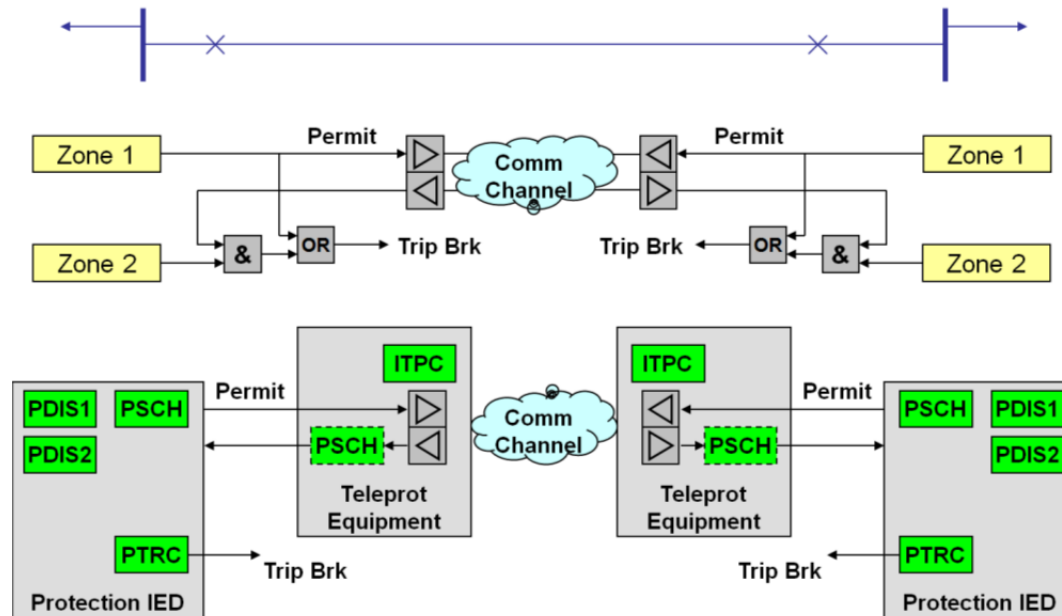 Permit
Permit
Zone 1
Comm
Channel
Zone 1
Zone 2
&
OR
Trip Brk
Trip Brk
OR
&
Zone 2
ITPC
ITPC
Permit
Permit
PDIS1
PSCH
Comm
Channel
PSCH
PDIS1
PDIS2
PSCH
PSCH
PDIS2
Teleprot
Equipment
Teleprot
Equipment
PTRC
Trip Brk
Trip Brk
PTRC
Protection IED
Protection IED